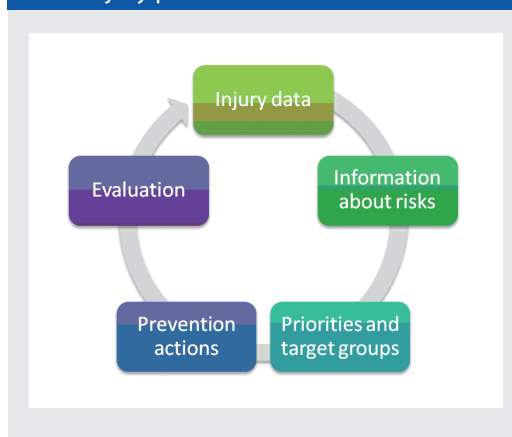 Injury data
Information
about risks
Priorities and
target groups
Prevention
actions
Evaluation